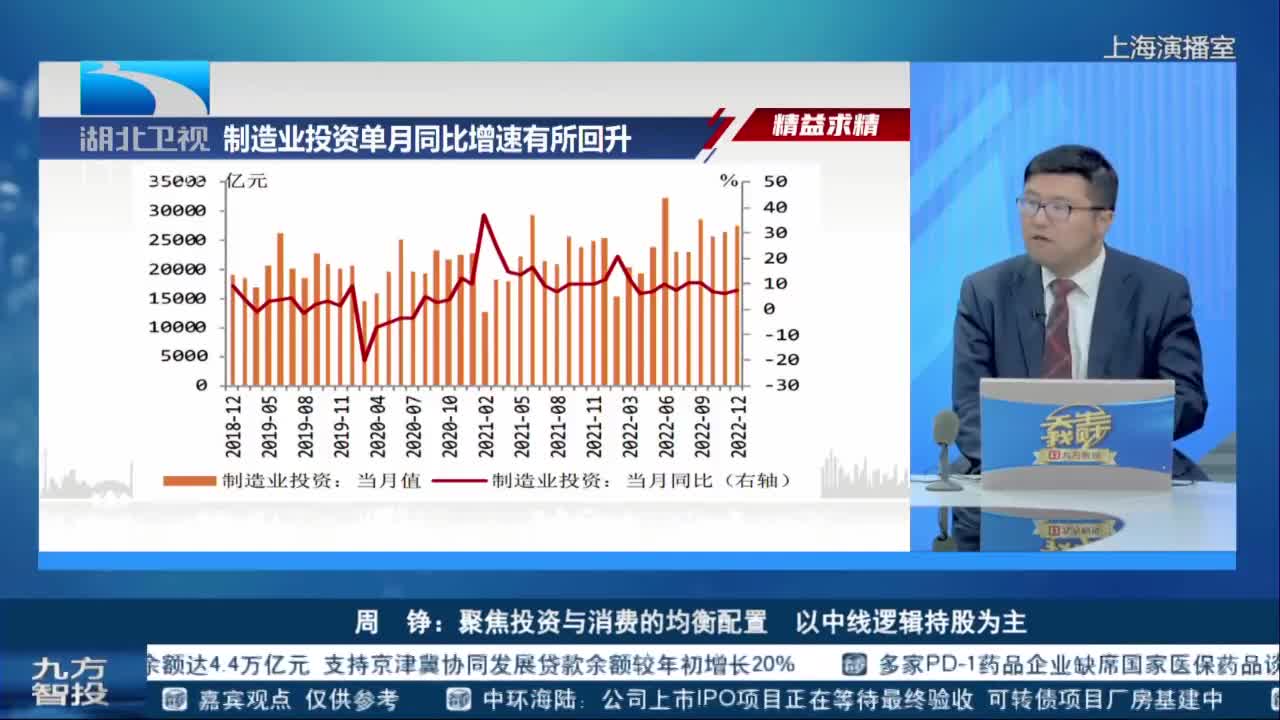 上海演播室
湖北卫视
制造业投资单月同比增速有所回升
精益求精
亿元
%
35000
30000
25000
20000
15000
10000
5000
0
50
40
30
20
10
0
-10
-20
-30
2018-12
2019-05
2019-08
2019-11
2020-04
2020-07
2020-10
2021-02
2021-05
2021-08
2021-11
2022-03
2022-06
2022-09
2022-12
制造业投资：当月值
制造业投资：当月同比（右轴）
周 铮：聚焦投资与消费的均衡配置 以中线逻辑持股为主
九方智投
余额达4.4万亿元 支持京津冀协同发展贷款余额较年初增长20%
多家PD-1药品企业缺席国家医保药品
嘉宾观点 仅供参考
中环海陆：公司上市IPO项目正在等待最终验收 可转债项目厂房基建中